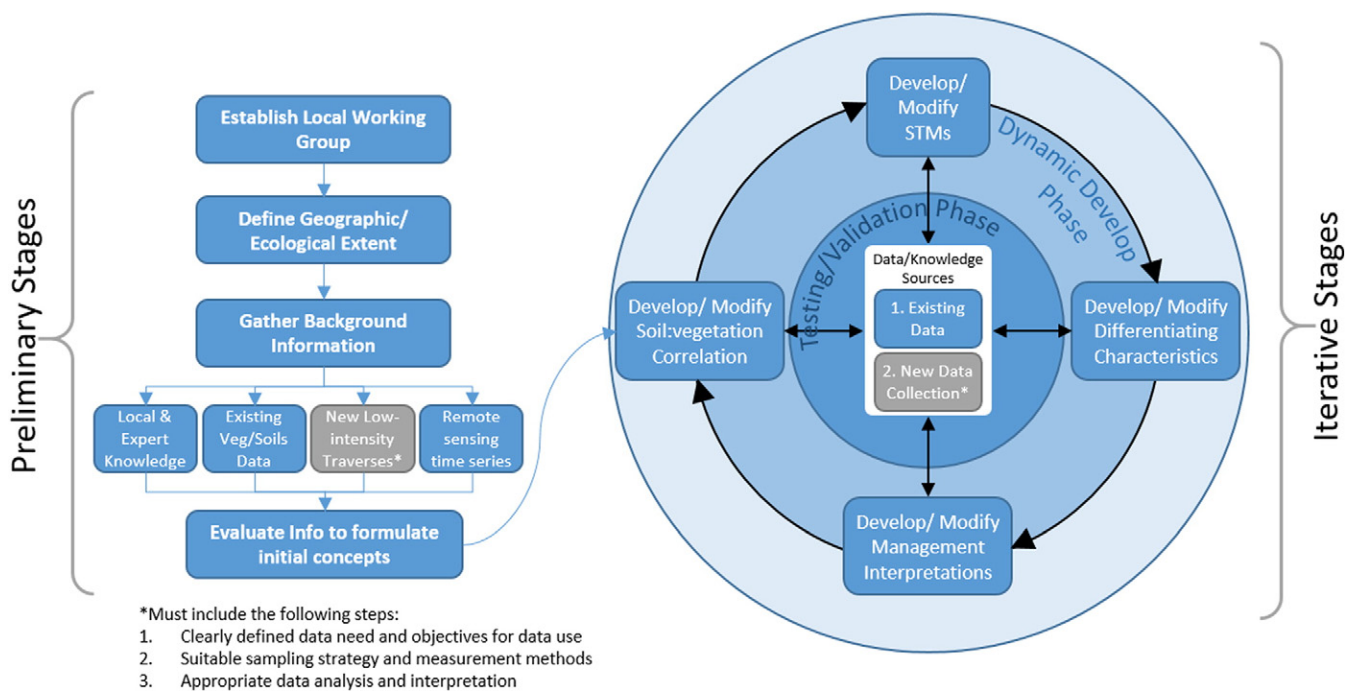 Preliminary Stages
Establish Local Working
Group
Define Geographic/
Ecological Extent
Gather Background
Information
Local &
Expert
Knowledge
Existing
Veg/Soils
Data
New Low-
intensity
Traverses*
Remote
sensing
time series
Evaluate Info to formulate
initial concepts
*Must include the following steps:
1. Clearly defined data need and objectives for data use
2. Suitable sampling strategy and measurement methods
3. Appropriate data analysis and interpretation
Develop/
Modify
STMs
Dynamic Develop
Phase
Testing/Validation Phase
Data/Knowledge
Sources
1. Existing
Data
2. New Data
Collection*
Develop/ Modify
Soil:vegetation
Correlation
Develop/ Modify
Differentiating
Characteristics
Develop/ Modify
Management
Interpretations
Iterative Stages